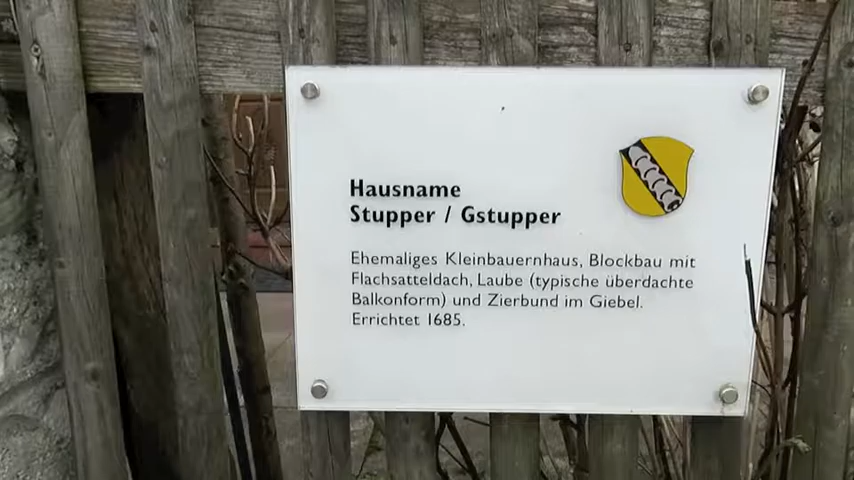 Hausname
Stupper / Gstupper
Ehemaliges Kleinbauernhaus, Blockbau mit
Flachsatteldach, Laube (typische überdachte
Balkonform) und Zierbund im Giebel.
Errichtet 1685.